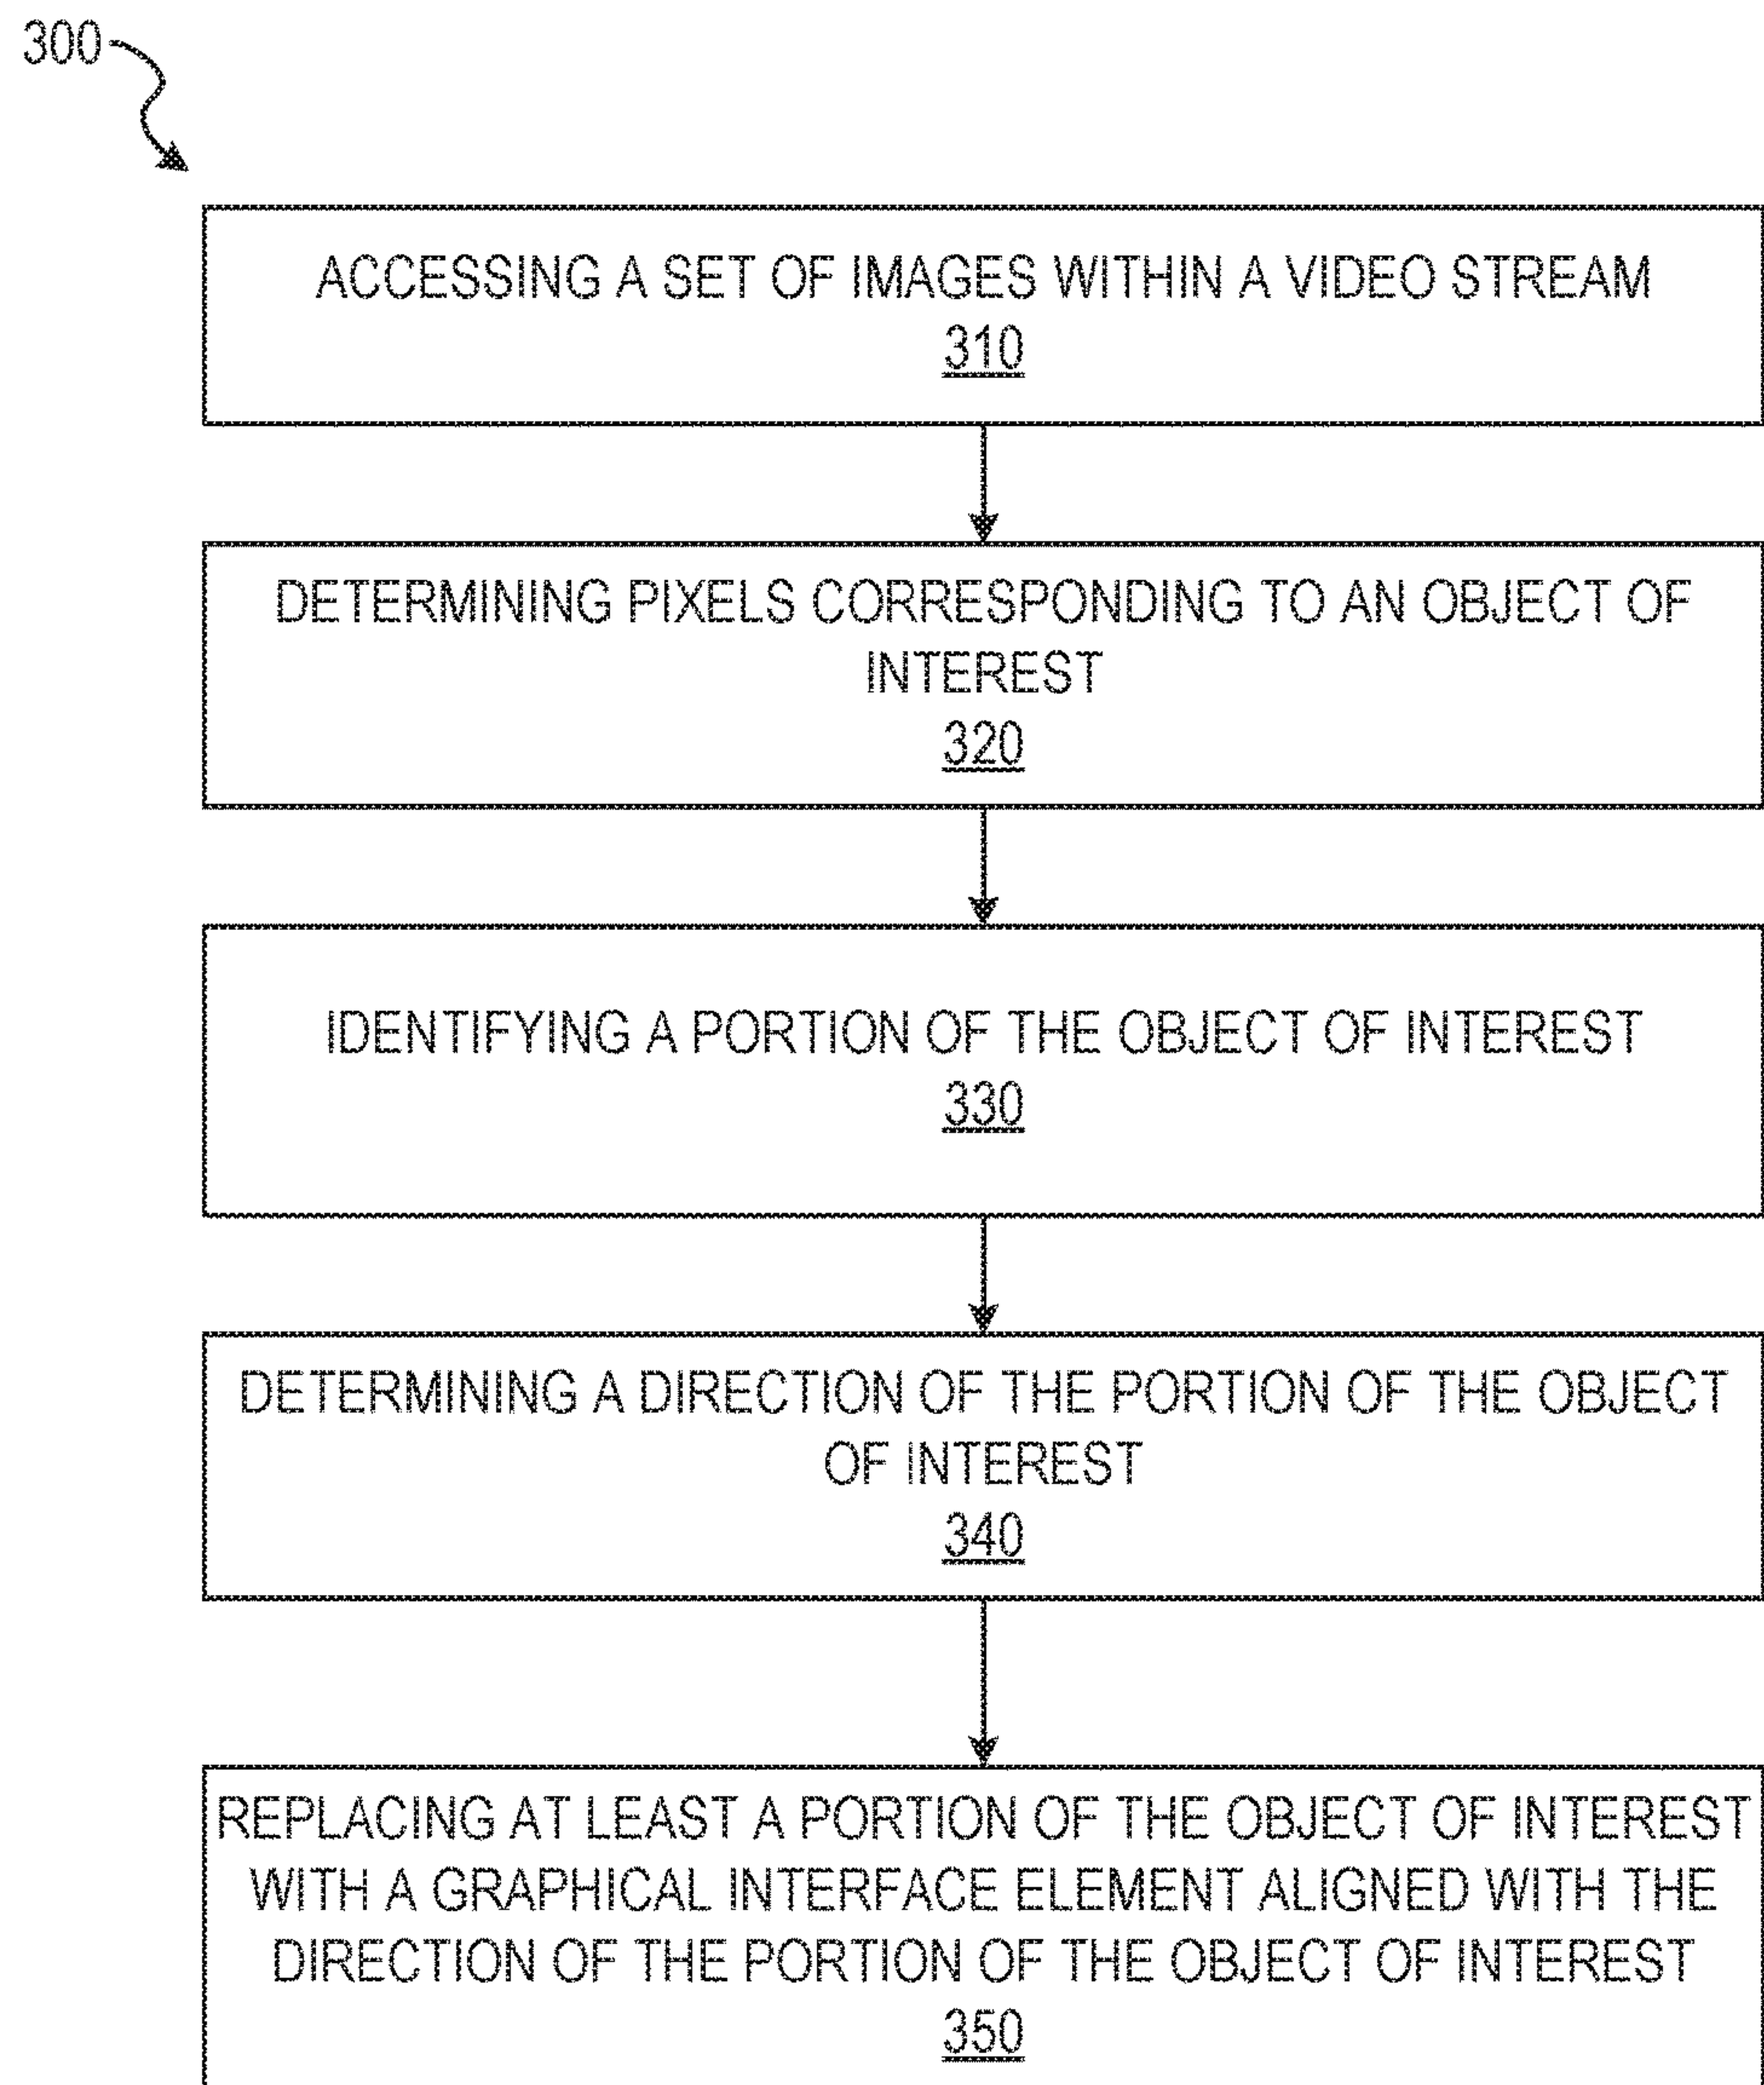 300
ACCESSING A SET OF IMAGES WITHIN A VIDEO STREAM
310
DETERMINING PIXELS CORRESPONDING TO AN OBJECT OF
INTEREST
320
IDENTIFYING A PORTION OF THE OBJECT OF INTEREST
330
DETERMINING A DIRECTION OF THE PORTION OF THE OBJECT
OF INTEREST
340
REPLACING AT LEAST A PORTION OF THE OBJECT OF INTEREST
WITH A GRAPHICAL INTERFACE ELEMENT ALIGNED WITH THE
DIRECTION OF THE PORTION OF THE OBJECT OF INTEREST
350